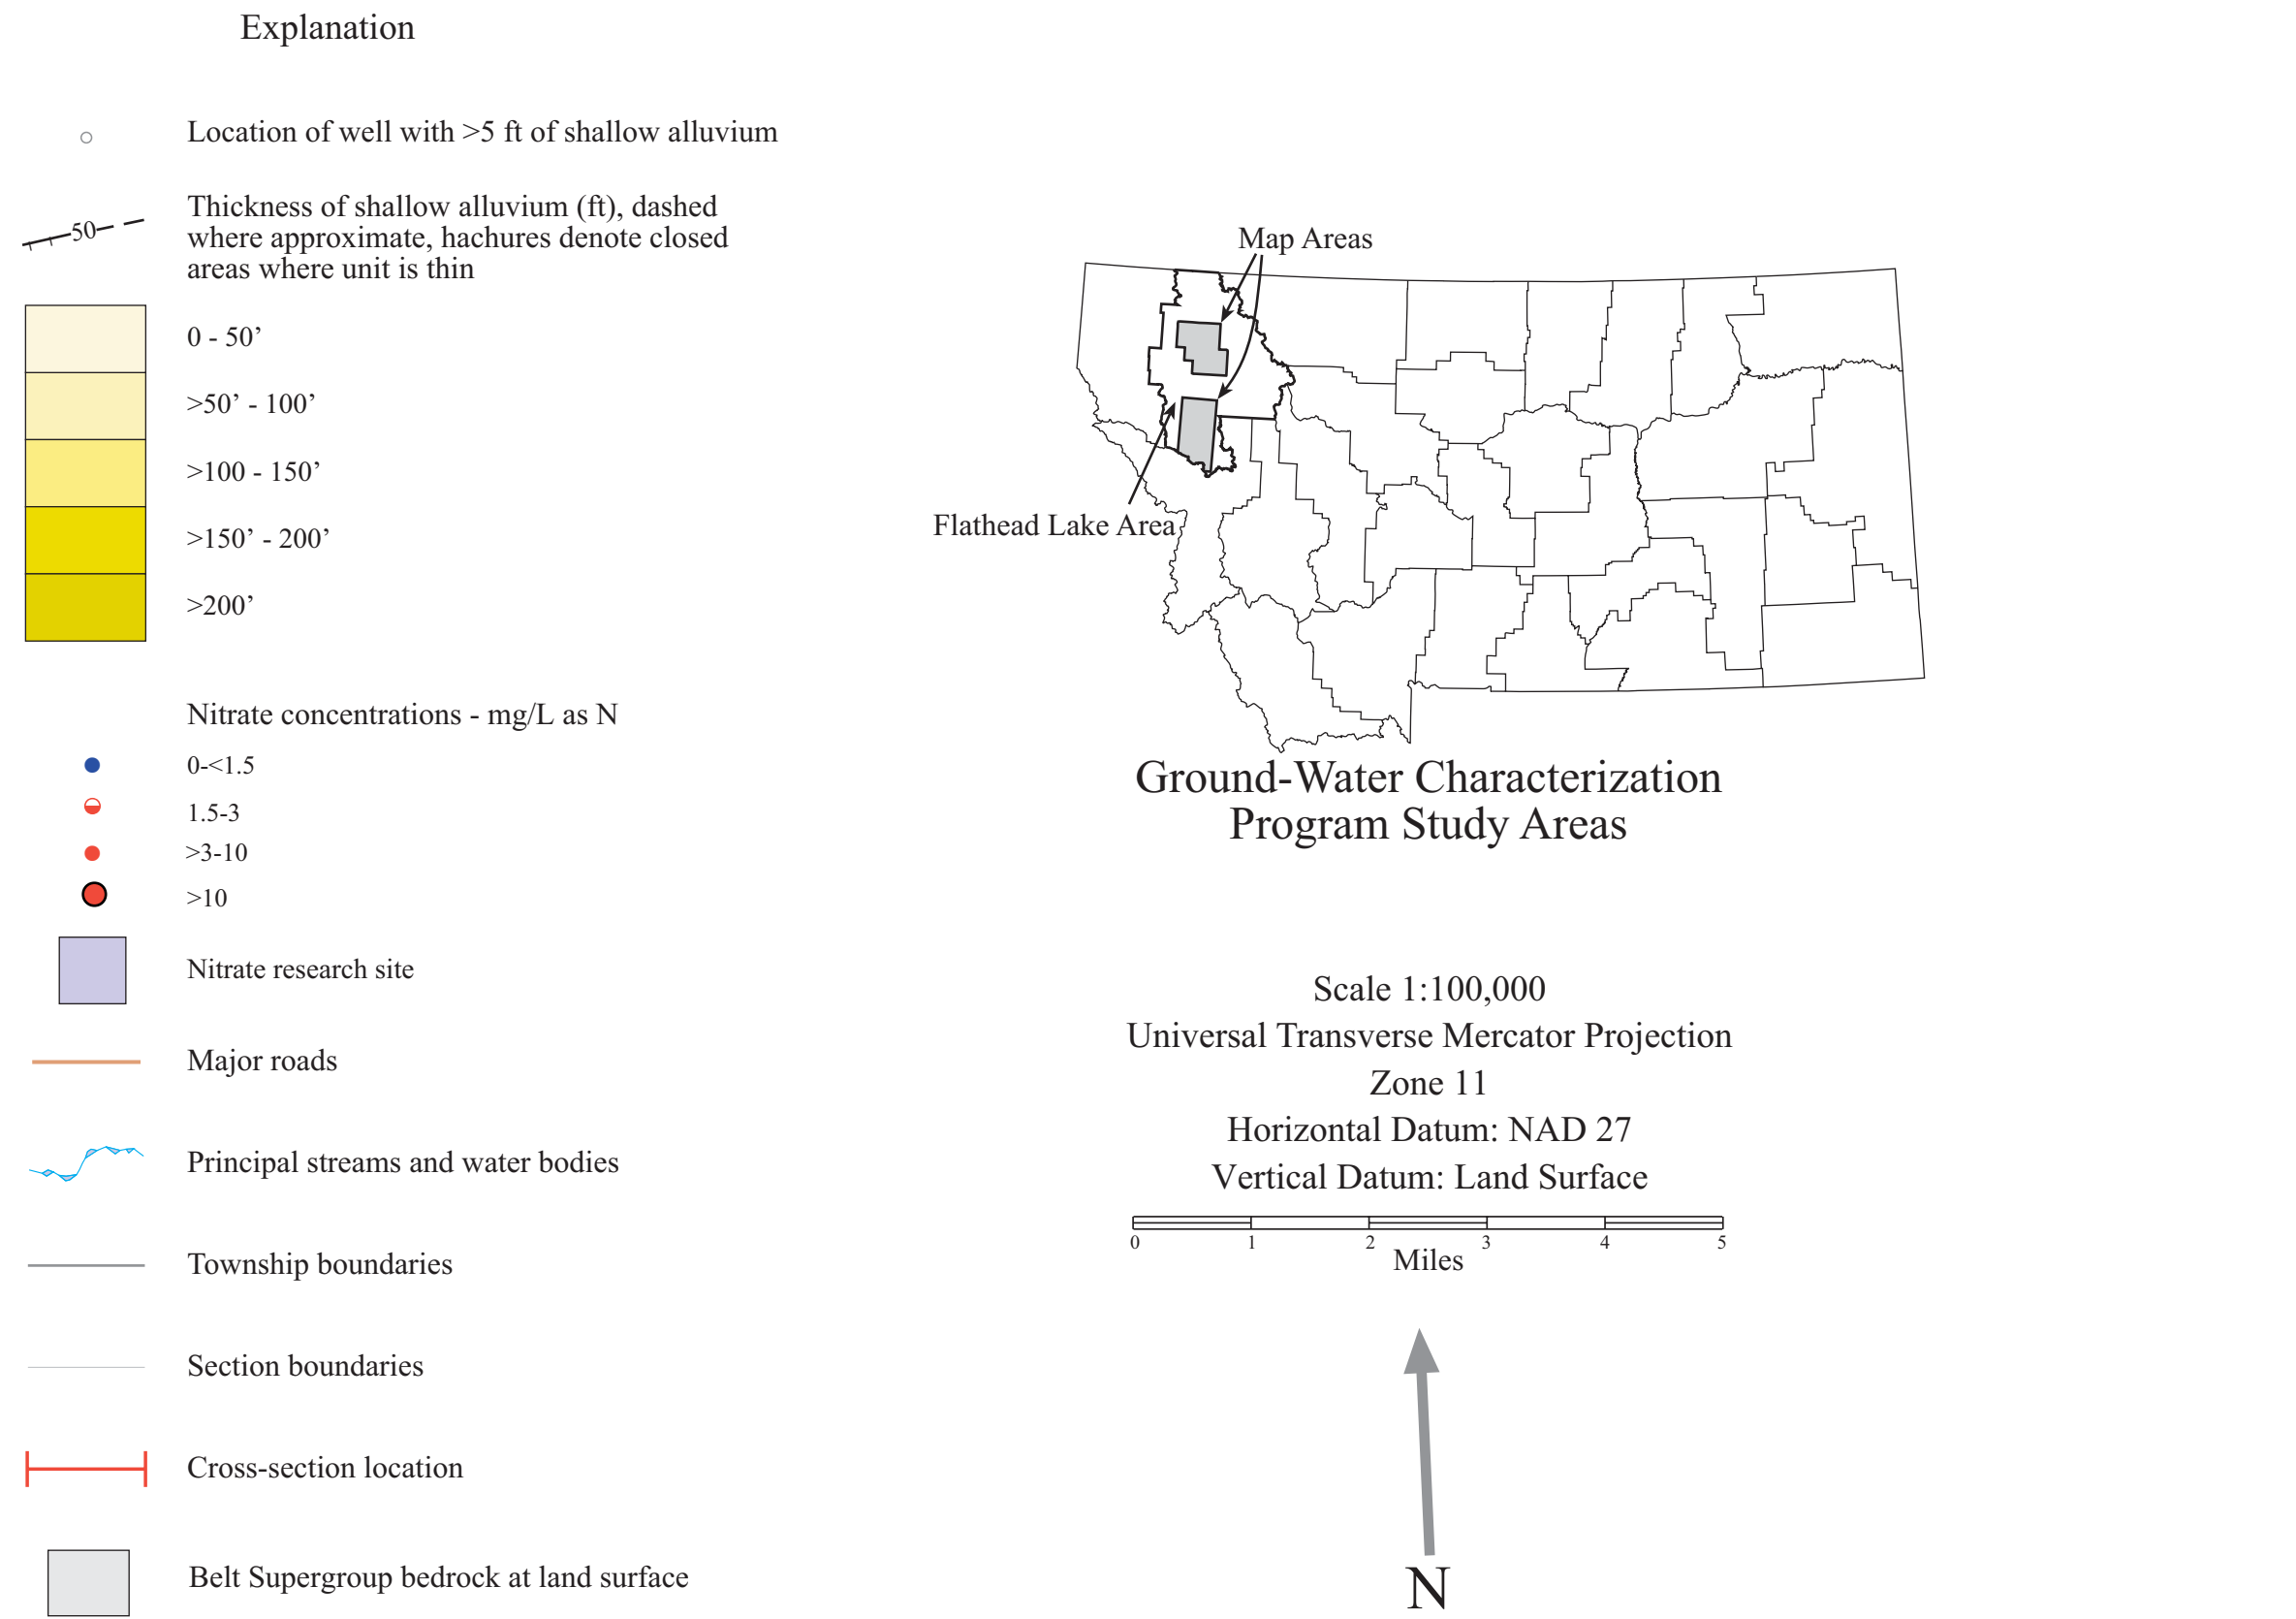 Explanation
Location of well with >5 ft of shallow alluvium
50
Thickness of shallow alluvium (ft), dashed
where approximate, hachures denote closed
areas where unit is thin
0 - 50’
>50’ - 100’
>100 - 150’
>150’ - 200’
>200’
Nitrate concentrations - mg/L as N
0-<1.5
1.5-3
>3-10
>10
Nitrate research site
Major roads
Principal streams and water bodies
Township boundaries
Section boundaries
Cross-section location
Belt Supergroup bedrock at land surface
Map Areas
Flathead Lake Area
Ground-Water Characterization
Program Study Areas
Scale 1:100,000
Universal Transverse Mercator Projection
Zone 11
Horizontal Datum: NAD 27
Vertical Datum: Land Surface
0 1 2 3 4 5
Miles
N